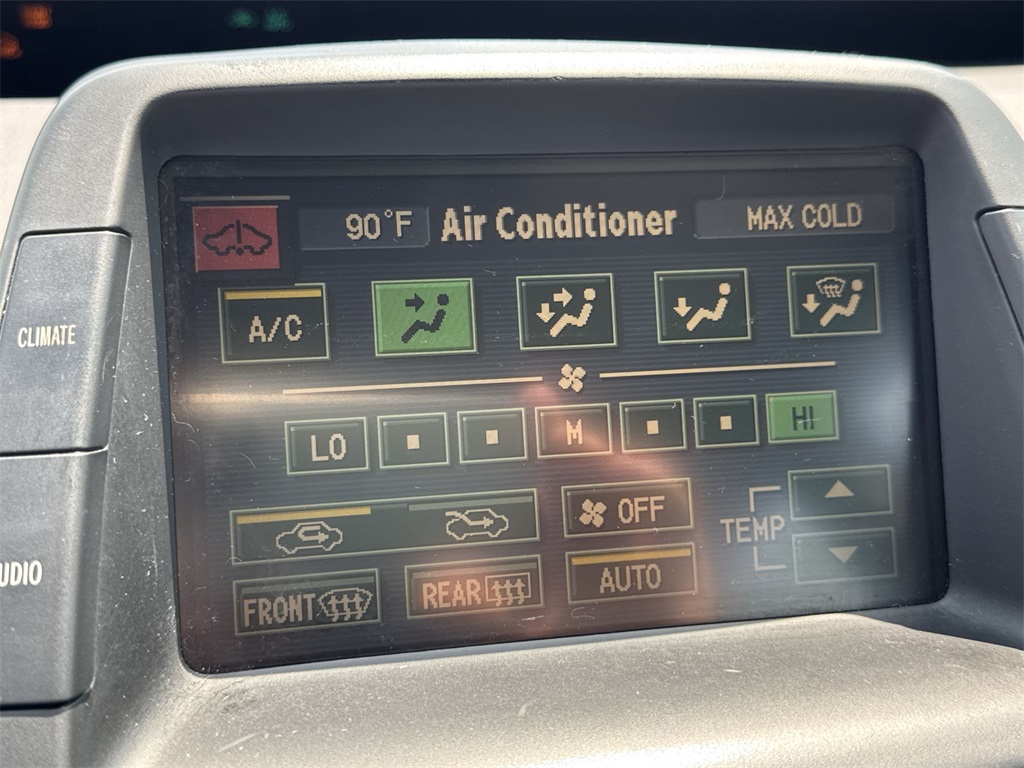 90°F Air Conditioner MAX COLD
A/C
CLIMATE
LO M HI
OFF
TEMP
UDIO
FRONT REAR AUTO